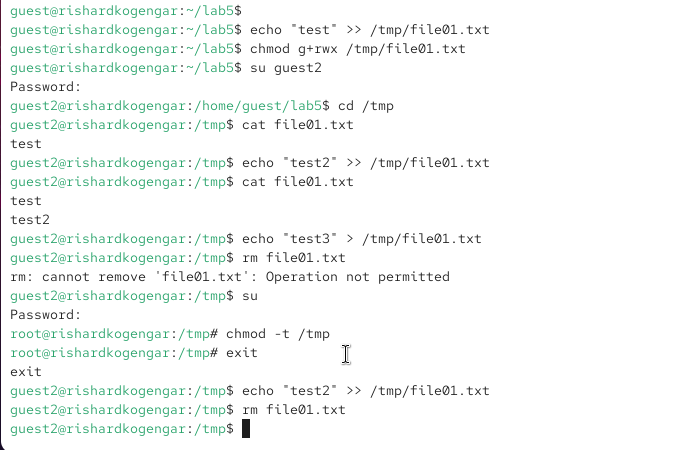 guest@rishardkogengar:~/lab5$
guest@rishardkogengar:~/lab5$ echo "test" >> /tmp/file01.txt
guest@rishardkogengar:~/lab5$ chmod g+rwx /tmp/file01.txt
guest@rishardkogengar:~/lab5$ su guest2
Password:
guest2@rishardkogengar:/home/guest/lab5$ cd /tmp
guest2@rishardkogengar:/tmp$ cat file01.txt
test
guest2@rishardkogengar:/tmp$ echo "test2" >> /tmp/file01.txt
guest2@rishardkogengar:/tmp$ cat file01.txt
test
test2
guest2@rishardkogengar:/tmp$ echo "test3" > /tmp/file01.txt
guest2@rishardkogengar:/tmp$ rm file01.txt
rm: cannot remove 'file01.txt': Operation not permitted
guest2@rishardkogengar:/tmp$ su
Password:
root@rishardkogengar:/tmp# chmod -t /tmp
root@rishardkogengar:/tmp# exit
exit
guest2@rishardkogengar:/tmp$ echo "test2" >> /tmp/file01.txt
guest2@rishardkogengar:/tmp$ rm file01.txt
guest2@rishardkogengar:/tmp$